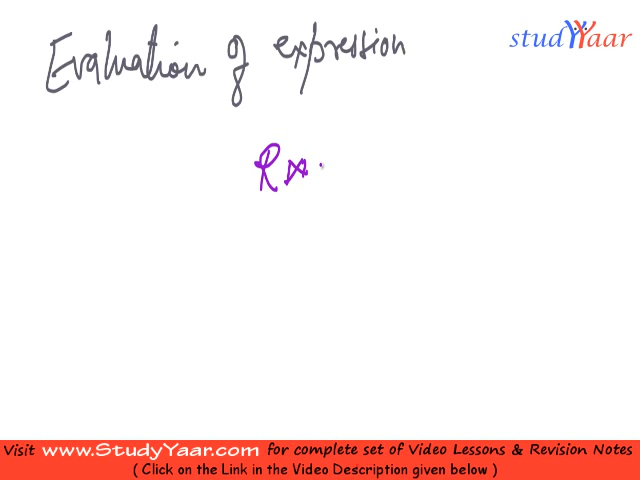 Evaluation of expression
studYYaar
R ⋈
Visit www.StudyYaar.com for complete set of Video Lessons & Revision Notes
( Click on the Link in the Video Description given below )